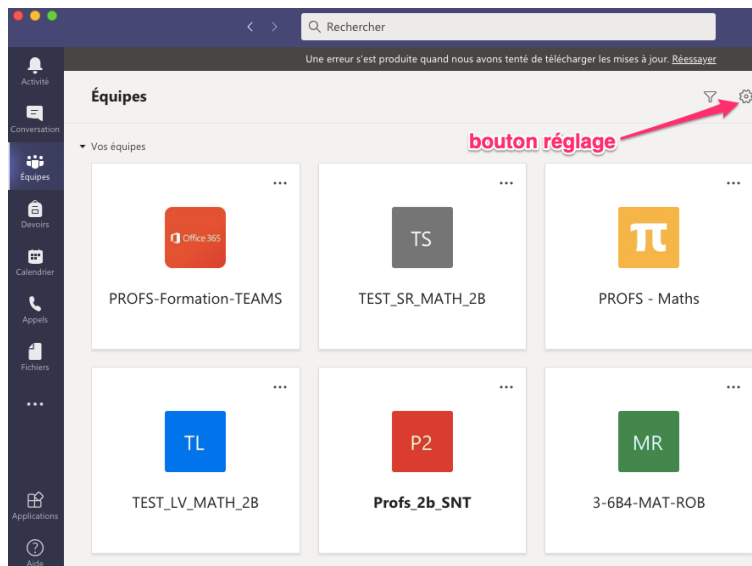 Rechercher
Une erreur s'est produite quand nous avons tenté de télécharger les mises à jour. Réessayer
Activité
Conversation
Équipes
Devoirs
Calendrier
Appels
Fichiers
Applications
Aide
Équipes
bouton réglage
Vos équipes
Office 365
PROFS-Formation-TEAMS
TS
TEST_SR_MATH_2B
π
PROFS - Maths
TL
TEST_LV_MATH_2B
P2
Profs_2b_SNT
MR
3-6B4-MAT-ROB